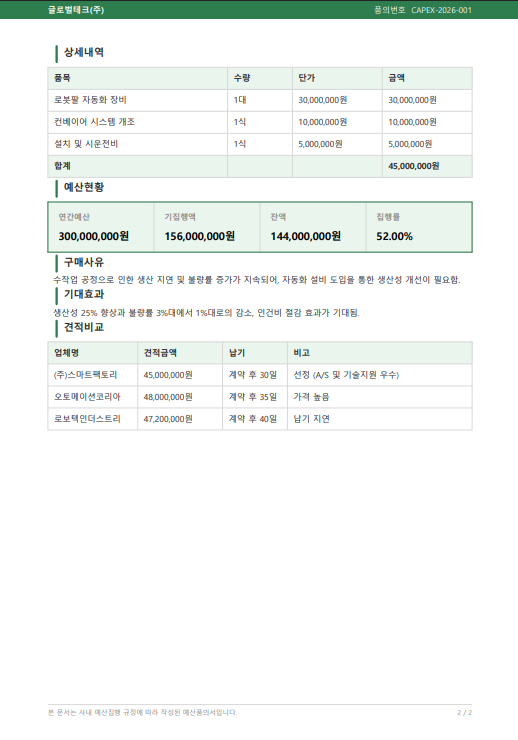 글로벌테크(주) 품의번호 CAPEX-2026-001
상세내역
품목 수량 단가 금액
로봇팔 자동화 장비 1대 30,000,000원 30,000,000원
컨베이어 시스템 개조 1식 10,000,000원 10,000,000원
설치 및 시운전비 1식 5,000,000원 5,000,000원
합계 45,000,000원
예산현황
연간예산 기집행액 잔액 집행률
300,000,000원 156,000,000원 144,000,000원 52.00%
구매사유
수작업 공정으로 인한 생산 지연 및 불량률 증가가 지속되어, 자동화 설비 도입을 통한 생산성 개선이 필요함.
기대효과
생산성 25% 향상과 불량률 3%대에서 1%대로의 감소, 인건비 절감 효과가 기대됨.
견적비교
업체명 견적금액 납기 비고
(주)스마트팩토리 45,000,000원 계약 후 30일 선정 (A/S 및 기술지원 우수)
오토메이션코리아 48,000,000원 계약 후 35일 가격 높음
로보텍인더스트리 47,200,000원 계약 후 40일 납기 지연
본 문서는 사내 예산집행 규정에 따라 작성된 예산품의서입니다. 2 / 2